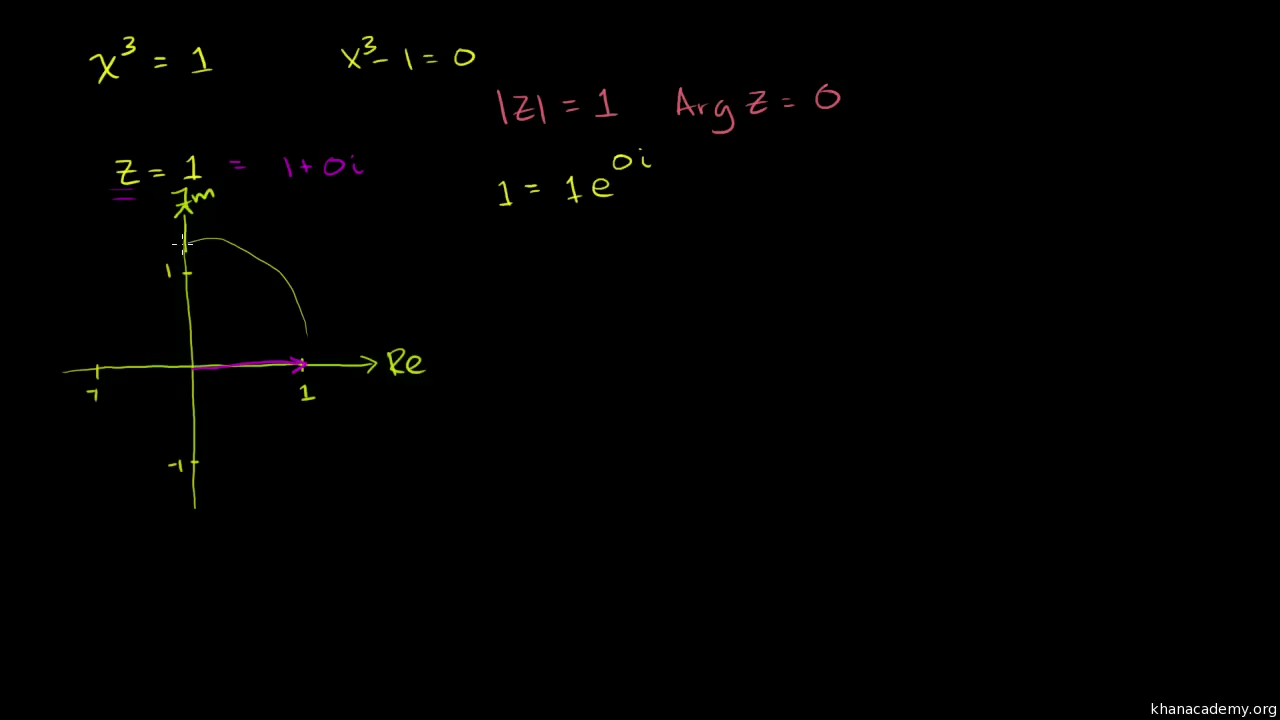 x³ = 1
x³ - 1 = 0
|z| = 1 Arg z = 0
z = 1 = 1 + 0i
1 = 1e^{0i}
Im
1
Re
-1
1
-1
khanacademy.org